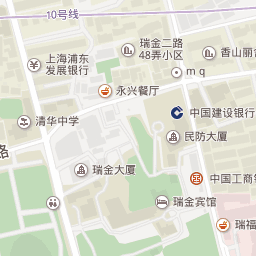 10号线
瑞金二路
48弄小区
香山丽
上海浦东
发展银行
m q
永兴餐厅
中国建设银行
清华中学
民防大厦
路
瑞金大厦
中国工商
瑞金宾馆
瑞福